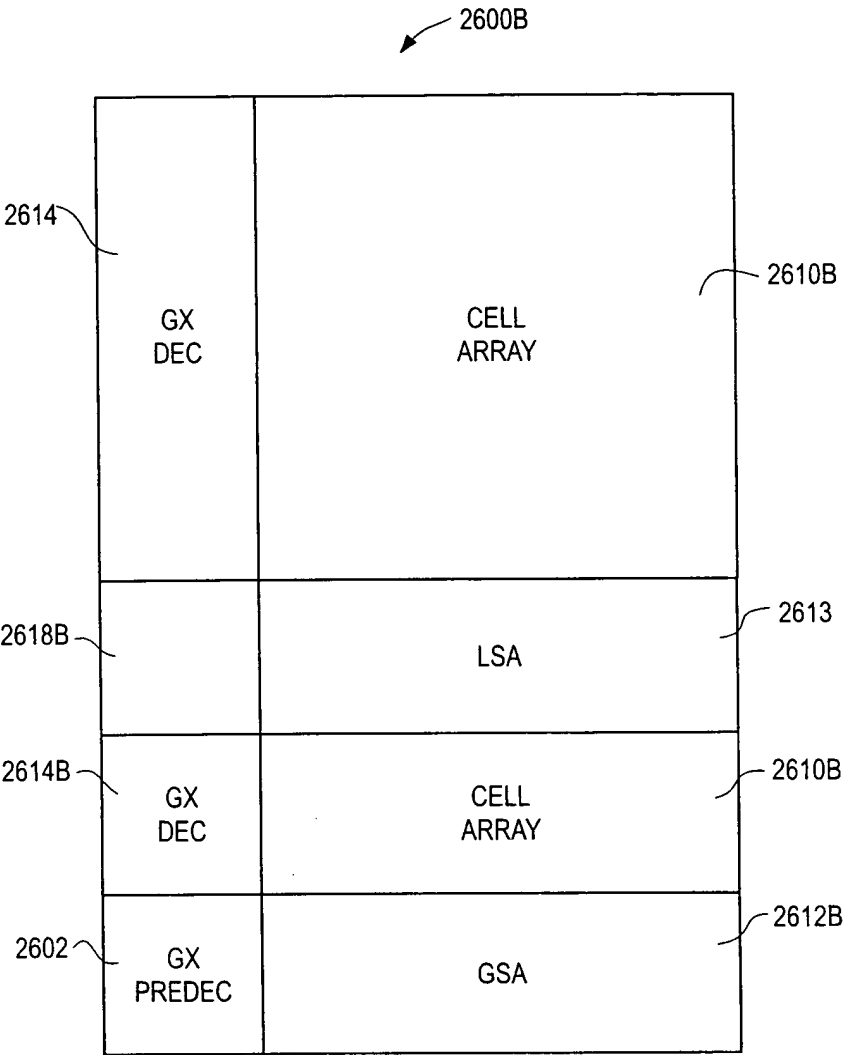 2600B
2614
GX
DEC
CELL
ARRAY
2610B
2618B
LSA
2613
2614B
GX
DEC
CELL
ARRAY
2610B
2602
GX
PREDEC
GSA
2612B